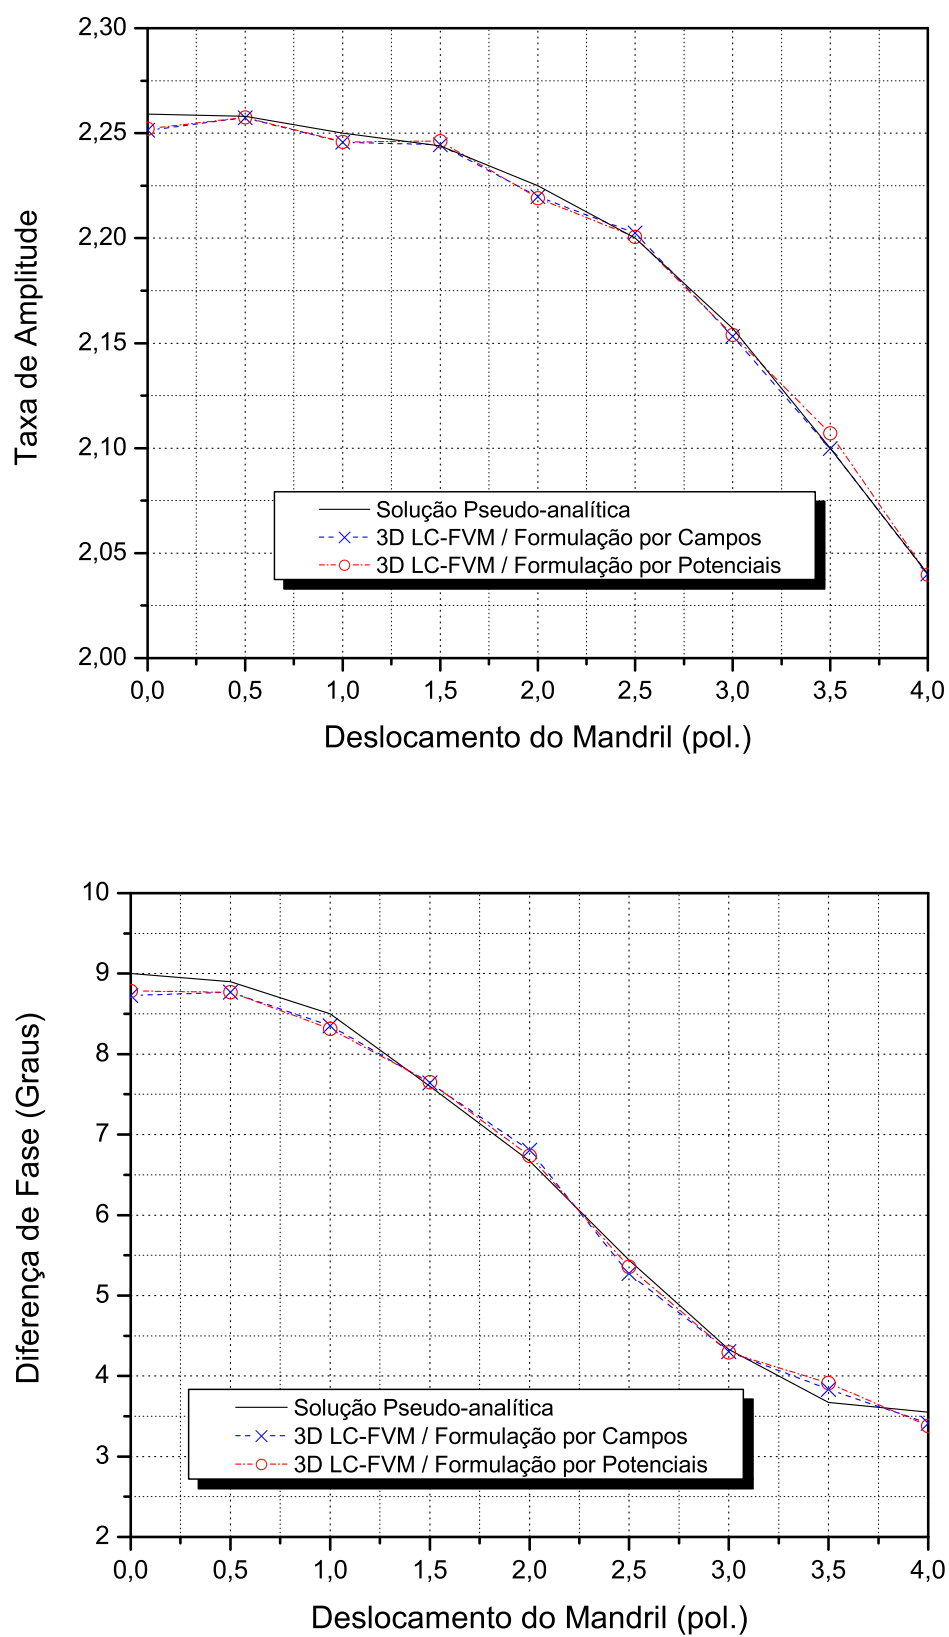 2,30
2,25
2,20
2,15
2,10
2,05
2,00
Taxa de Amplitude
Solução Pseudo-analítica
3D LC-FVM / Formulação por Campos
3D LC-FVM / Formulação por Potenciais
0,0 0,5 1,0 1,5 2,0 2,5 3,0 3,5 4,0
Deslocamento do Mandril (pol.)
10
9
8
7
6
5
4
3
2
Diferença de Fase (Graus)
Solução Pseudo-analítica
3D LC-FVM / Formulação por Campos
3D LC-FVM / Formulação por Potenciais
0,0 0,5 1,0 1,5 2,0 2,5 3,0 3,5 4,0
Deslocamento do Mandril (pol.)